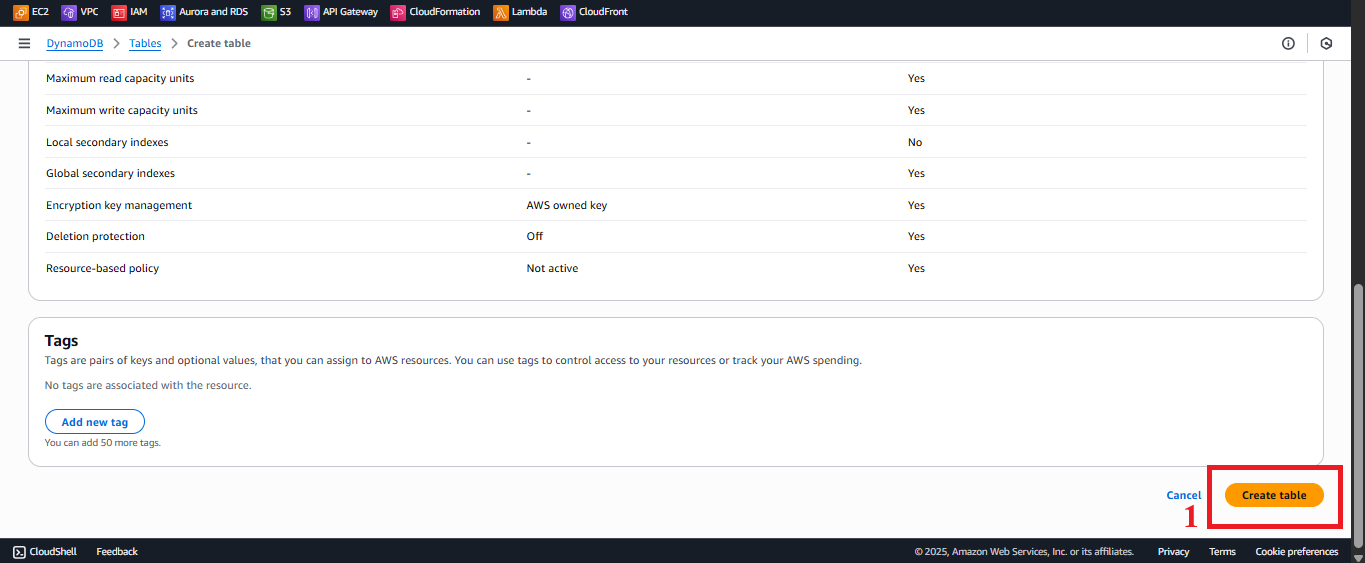 EC2 VPC IAM Aurora and RDS S3 API Gateway CloudFormation Lambda CloudFront
DynamoDB > Tables > Create table
Maximum read capacity units - Yes
Maximum write capacity units - Yes
Local secondary indexes - No
Global secondary indexes - Yes
Encryption key management AWS owned key Yes
Deletion protection Off Yes
Resource-based policy Not active Yes
Tags
Tags are pairs of keys and optional values, that you can assign to AWS resources. You can use tags to control access to your resources or track your AWS spending.
No tags are associated with the resource.
Add new tag
You can add 50 more tags.
Cancel Create table
1
CloudShell Feedback © 2025, Amazon Web Services, Inc. or its affiliates. Privacy Terms Cookie preferences